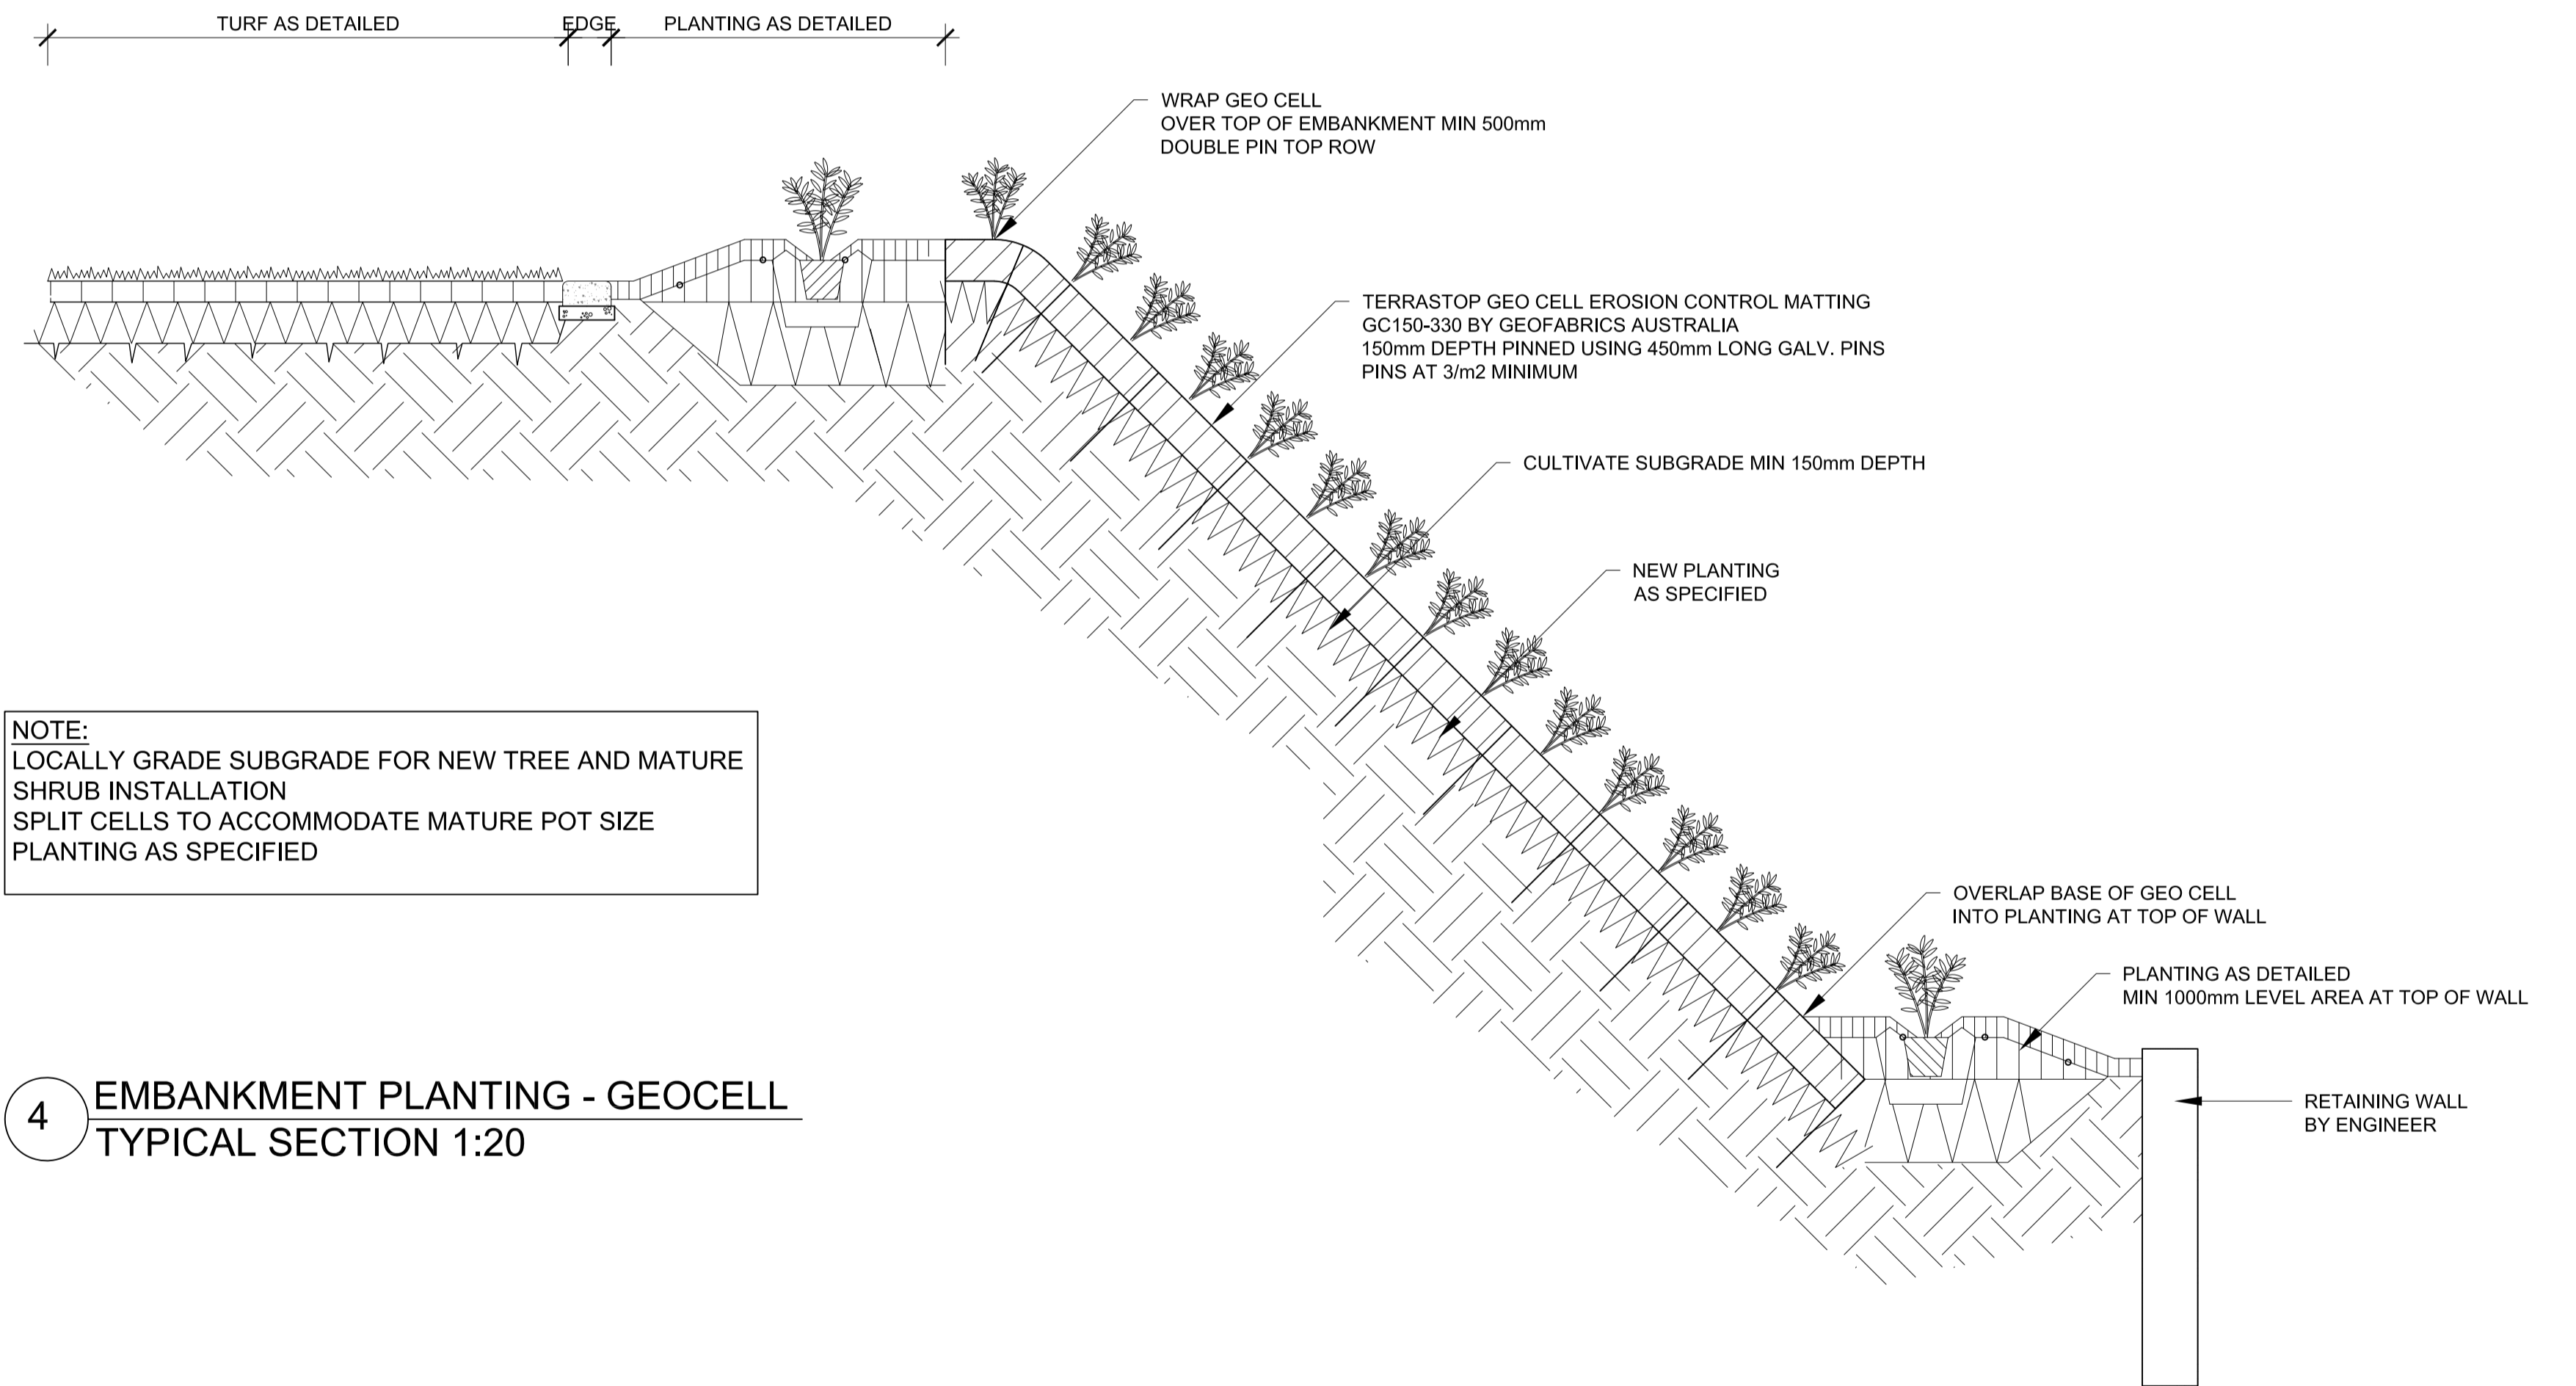 TURF AS DETAILED
EDGE
PLANTING AS DETAILED
WRAP GEO CELL
OVER TOP OF EMBANKMENT MIN 500mm
DOUBLE PIN TOP ROW
TERRASTOP GEO CELL EROSION CONTROL MATTING
GC150-330 BY GEOFABRICS AUSTRALIA
150mm DEPTH PINNED USING 450mm LONG GALV. PINS
PINS AT 3/m2 MINIMUM
CULTIVATE SUBGRADE MIN 150mm DEPTH
NEW PLANTING
AS SPECIFIED
NOTE:
LOCALLY GRADE SUBGRADE FOR NEW TREE AND MATURE
SHRUB INSTALLATION
SPLIT CELLS TO ACCOMMODATE MATURE POT SIZE
PLANTING AS SPECIFIED
OVERLAP BASE OF GEO CELL
INTO PLANTING AT TOP OF WALL
PLANTING AS DETAILED
MIN 1000mm LEVEL AREA AT TOP OF WALL
RETAINING WALL
BY ENGINEER
4
EMBANKMENT PLANTING - GEOCELL
TYPICAL SECTION 1:20